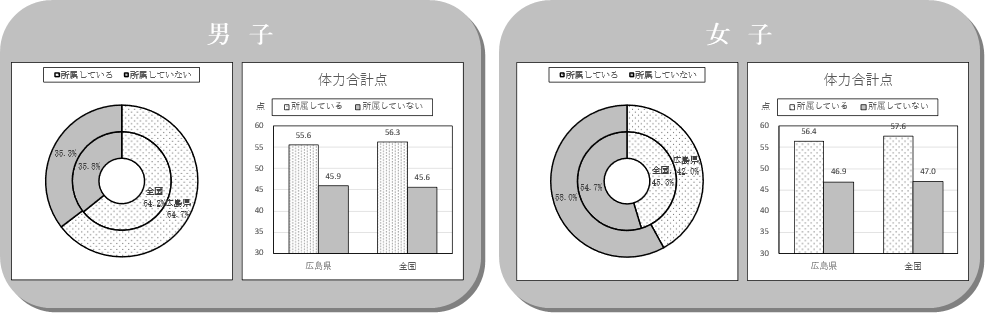 男 子
所属している 所属していない
35.3%
35.8%
全国
64.2%
広島県
64.7%
体力合計点
点
所属している 所属していない
60
55
50
45
40
35
30
55.6
45.9
56.3
45.6
広島県 全国
女 子
所属している 所属していない
広島県
42.0%
全国
45.3%
54.7%
58.0%
体力合計点
点
所属している 所属していない
60
55
50
45
40
35
30
56.4
46.9
57.6
47.0
広島県 全国